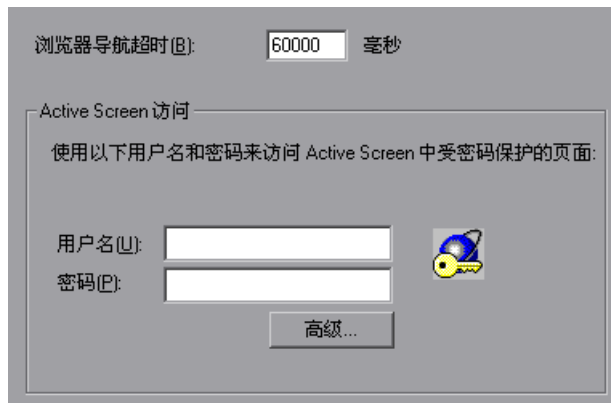 浏览器导航超时(B): 60000 毫秒
Active Screen 访问
使用以下用户名和密码来访问 Active Screen 中受密码保护的页面:
用户名(U):
密码(P):
高级...